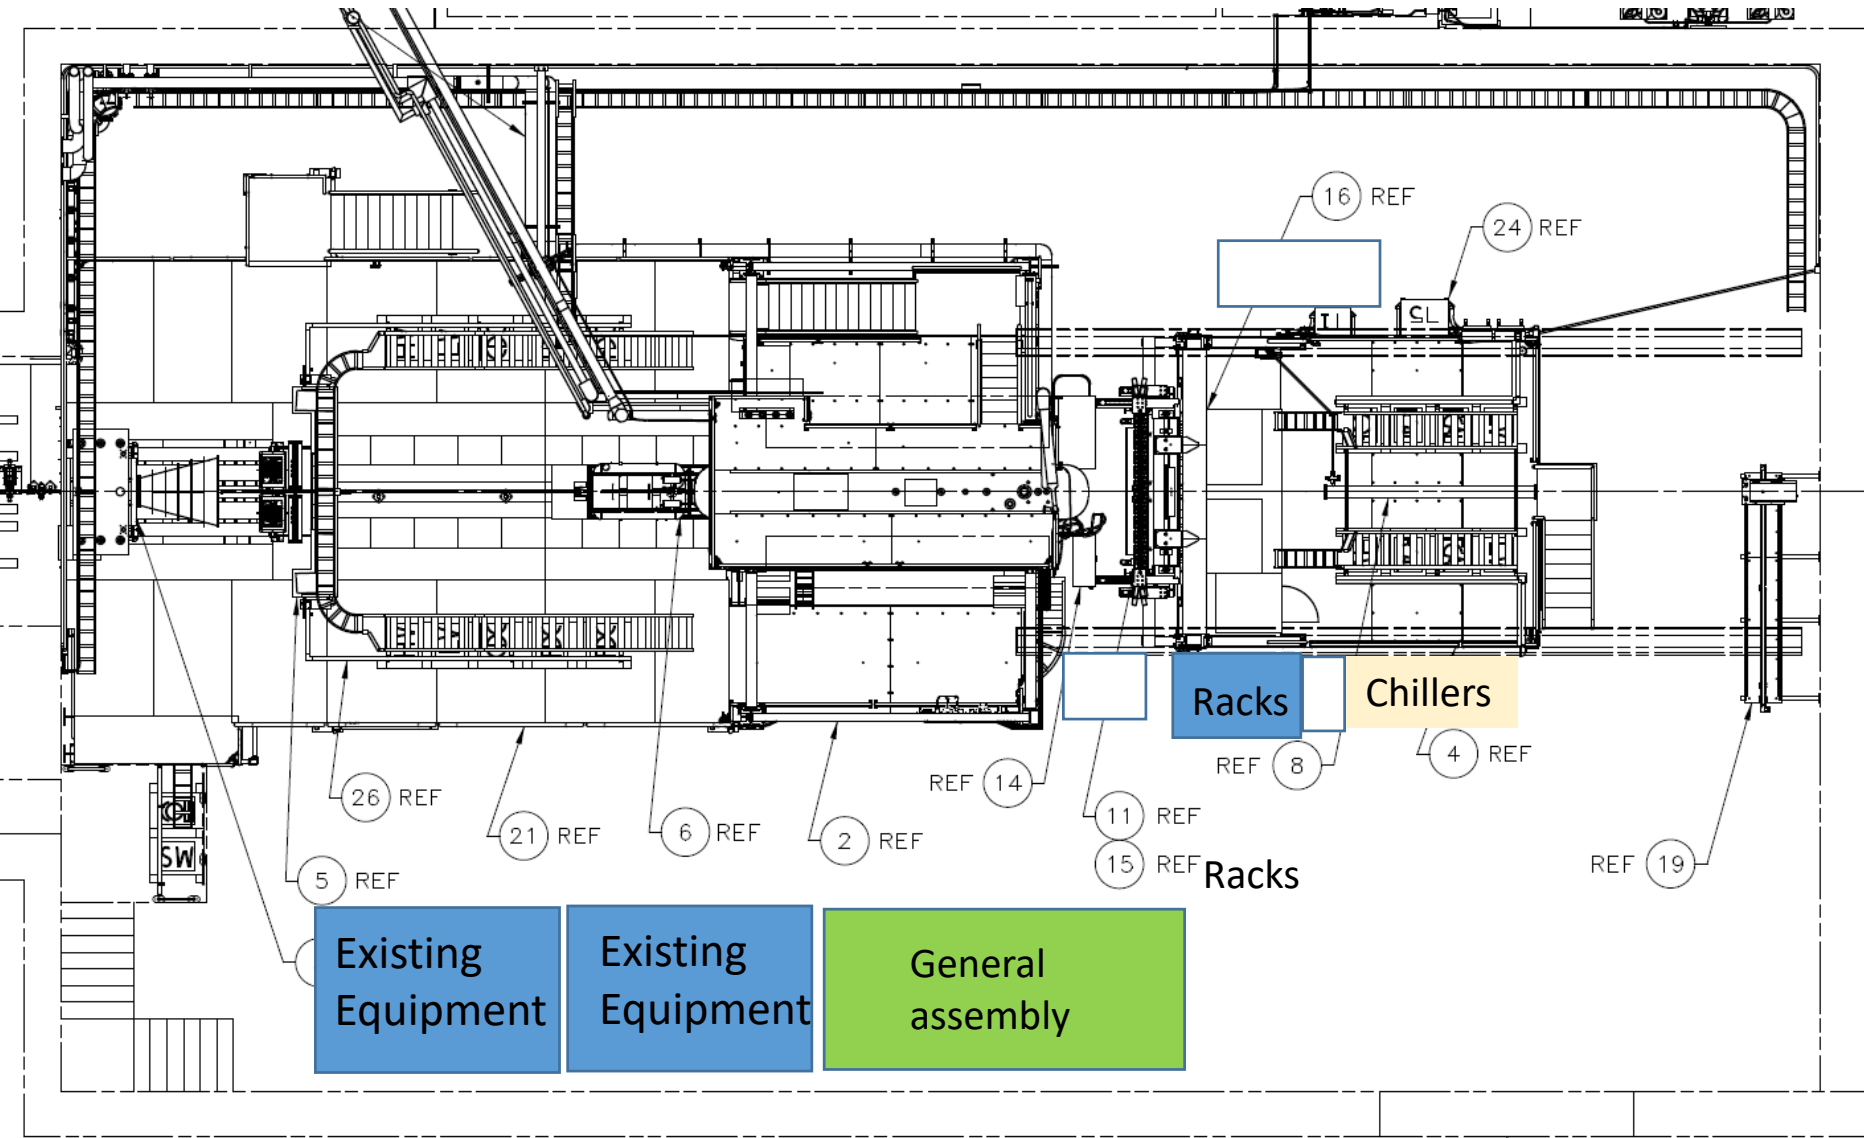 16 REF
24 REF
SL
Racks
Chillers
REF 8
4 REF
REF 14
26 REF
11 REF
21 REF
6 REF
2 REF
SW
15 REF
Racks
REF 19
5 REF
Existing
Equipment
Existing
Equipment
General
assembly